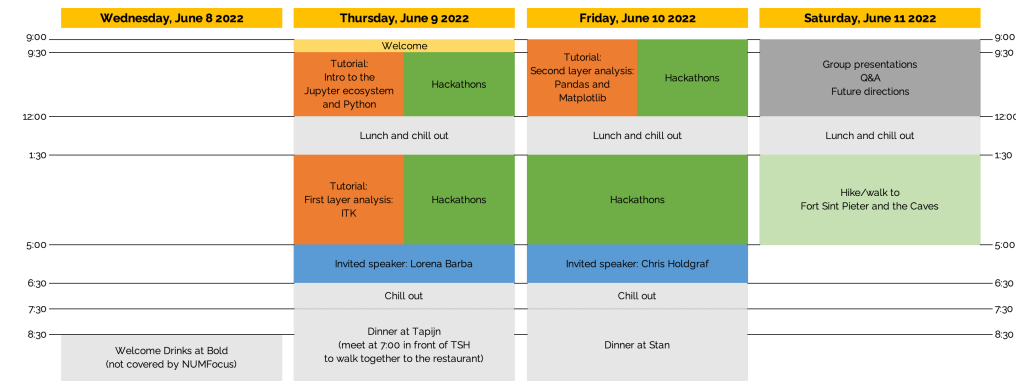 Wednesday, June 8 2022
Thursday, June 9 2022
Friday, June 10 2022
Saturday, June 11 2022
9:00
9:00
Welcome
9:30
9:30
Tutorial:
Intro to the
Jupyter ecosystem
and Python
Hackathons
Tutorial:
Second layer analysis:
Pandas and
Matplotlib
Hackathons
Group presentations
Q&A
Future directions
12:00
12:00
Lunch and chill out
Lunch and chill out
Lunch and chill out
1:30
1:30
Tutorial:
First layer analysis:
ITK
Hackathons
Hackathons
Hike/walk to
Fort Sint Pieter and the Caves
5:00
5:00
Invited speaker: Lorena Barba
Invited speaker: Chris Holdgraf
6:30
6:30
Chill out
Chill out
7:30
7:30
Dinner at Tapijn
(meet at 7:00 in front of TSH
to walk together to the restaurant)
Dinner at Stan
8:30
8:30
Welcome Drinks at Bold
(not covered by NUMFocus)